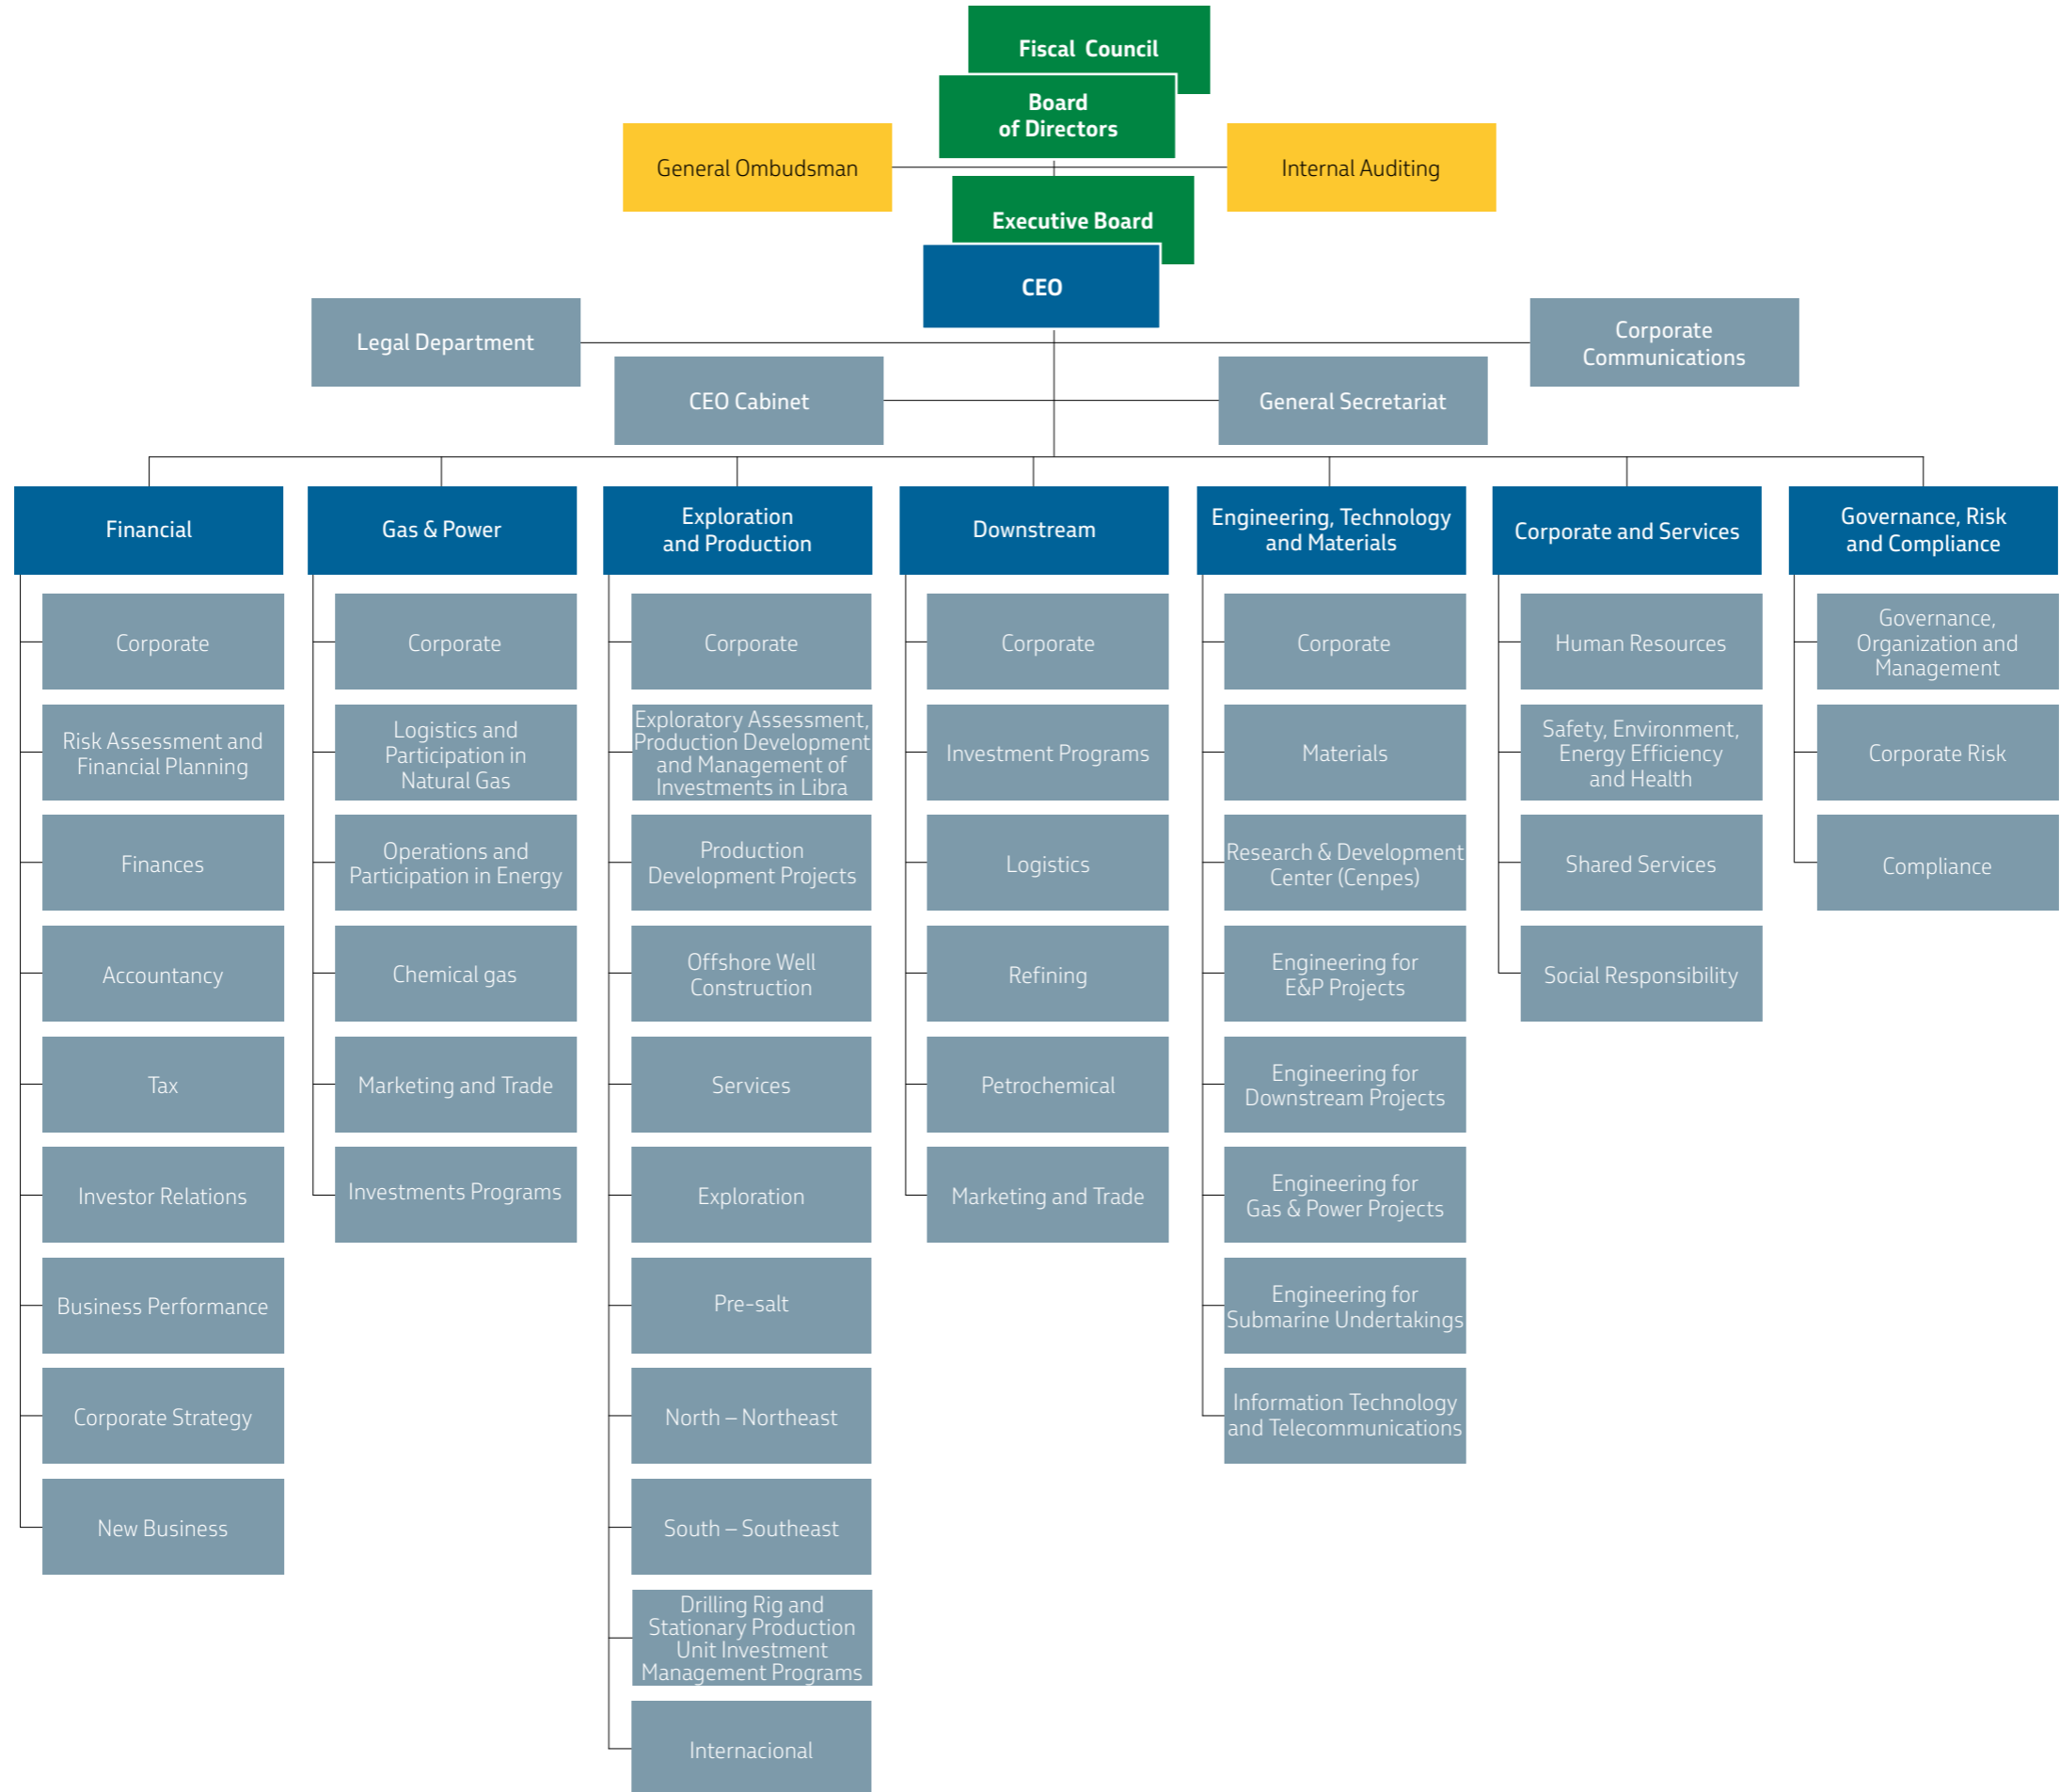 Fiscal Council
Board
of Directors
General Ombudsman
Internal Auditing
Executive Board
CEO
Legal Department
Corporate
Communications
CEO Cabinet
General Secretariat
Financial
Corporate
Risk Assessment and
Financial Planning
Finances
Accountancy
Tax
Investor Relations
Business Performance
Corporate Strategy
New Business
Gas & Power
Corporate
Logistics and
Participation in
Natural Gas
Operations and
Participation in Energy
Chemical gas
Marketing and Trade
Investments Programs
Exploration
and Production
Corporate
Exploratory Assessment,
Production Development
and Management of
Investments in Libra
Production
Development Projects
Offshore Well
Construction
Services
Exploration
Pre-salt
North – Northeast
South – Southeast
Drilling Rig and
Stationary Production
Unit Investment
Management Programs
Internacional
Downstream
Corporate
Investment Programs
Logistics
Refining
Petrochemical
Marketing and Trade
Engineering, Technology
and Materials
Corporate
Materials
Research & Development
Center (Cenpes)
Engineering for
E&P Projects
Engineering for
Downstream Projects
Engineering for
Gas & Power Projects
Engineering for
Submarine Undertakings
Information Technology
and Telecommunications
Corporate and Services
Human Resources
Safety, Environment,
Energy Efficiency
and Health
Shared Services
Social Responsibility
Governance, Risk
and Compliance
Governance,
Organization and
Management
Corporate Risk
Compliance